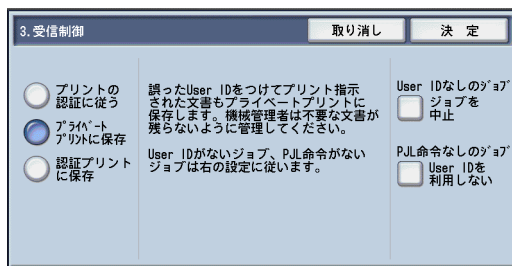 3.受信制御
取り消し
決 定
プリントの
認証に従う
プライベート
プリントに保存
認証プリント
に保存
誤ったUser IDをつけてプリント指示
された文書もプライベートプリントに
保存します。機械管理者は不要な文書が
残らないように管理してください。
User IDがないジョブ、PJL命令がない
ジョブは右の設定に従います。
User IDなしのジョブ
ジョブを
中止
PJL命令なしのジョブ
User IDを
利用しない